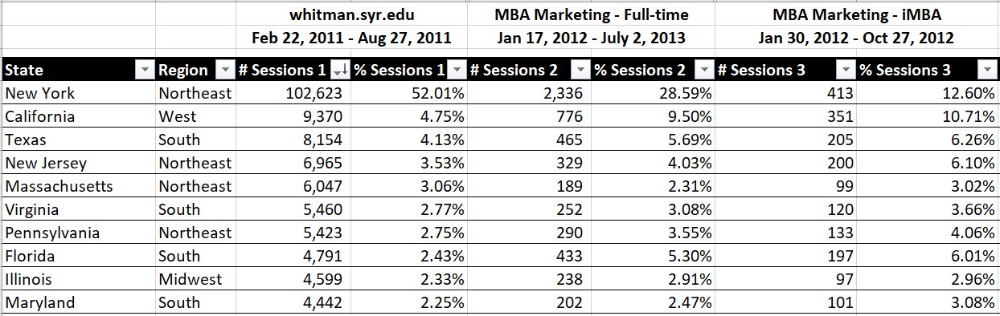 whitman.syr.edu MBA Marketing - Full-time MBA Marketing - iMBA
Feb 22, 2011 - Aug 27, 2011 Jan 17, 2012 - July 2, 2013 Jan 30, 2012 - Oct 27, 2012
State Region # Sessions 1 % Sessions 1 # Sessions 2 % Sessions 2 # Sessions 3 % Sessions 3
New York Northeast 102,623 52.01% 2,336 28.59% 413 12.60%
California West 9,370 4.75% 776 9.50% 351 10.71%
Texas South 8,154 4.13% 465 5.69% 205 6.26%
New Jersey Northeast 6,965 3.53% 329 4.03% 200 6.10%
Massachusetts Northeast 6,047 3.06% 189 2.31% 99 3.02%
Virginia South 5,460 2.77% 252 3.08% 120 3.66%
Pennsylvania Northeast 5,423 2.75% 290 3.55% 133 4.06%
Florida South 4,791 2.43% 433 5.30% 197 6.01%
Illinois Midwest 4,599 2.33% 238 2.91% 97 2.96%
Maryland South 4,442 2.25% 202 2.47% 101 3.08%